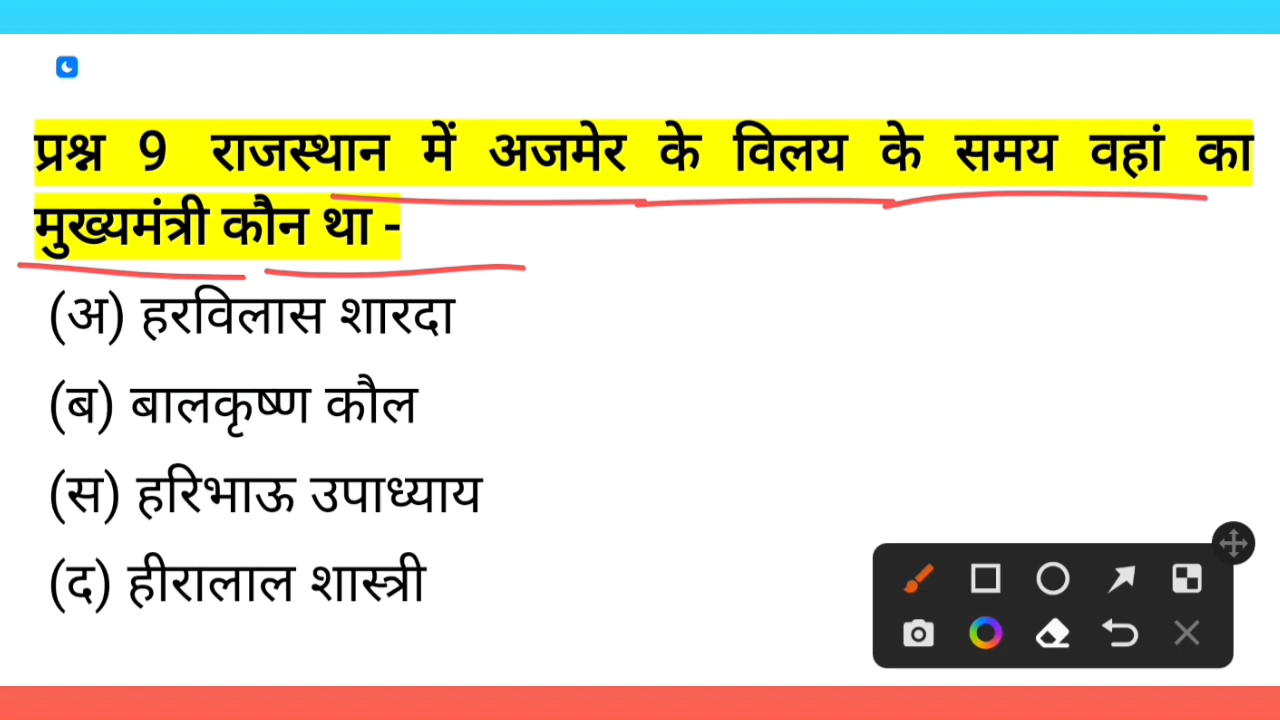 प्रश्न 9 राजस्थान में अजमेर के विलय के समय वहां का
मुख्यमंत्री कौन था -
(अ) हरविलास शारदा
(ब) बालकृष्ण कौल
(स) हरिभाऊ उपाध्याय
(द) हीरालाल शास्त्री